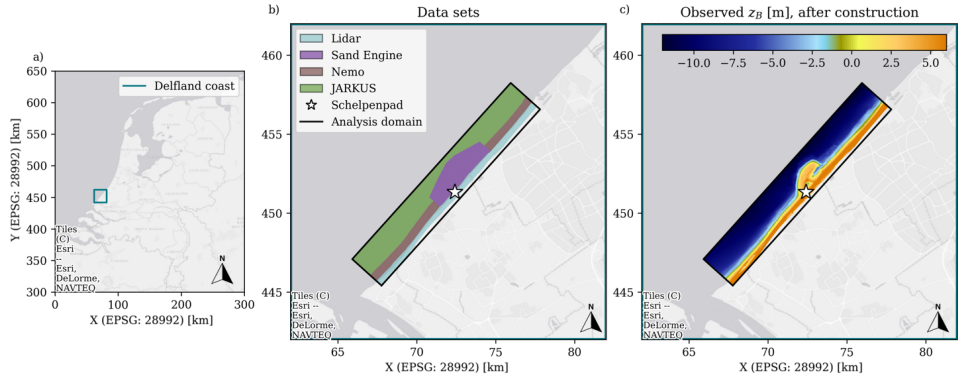 a)
650
600
550
500
450
400
350
300
Y (EPSG: 28992) [km]
Delfland coast
Tiles
(C)
Esri
--
Esri,
DeLorme,
NAVTEQ
N
0 100 200 300
X (EPSG: 28992) [km]
b)
Data sets
Lidar
Sand Engine
Nemo
JARKUS
Schelpenpad
Analysis domain
460
455
450
445
Tiles (C)
Esri --
Esri,
DeLorme,
NAVTEQ
N
65 70 75 80
X (EPSG: 28992) [km]
c)
Observed z_B [m], after construction
−10.0 −7.5 −5.0 −2.5 0.0 2.5 5.0
460
455
450
445
Tiles (C)
Esri --
Esri,
DeLorme,
NAVTEQ
N
65 70 75 80
X (EPSG: 28992) [km]